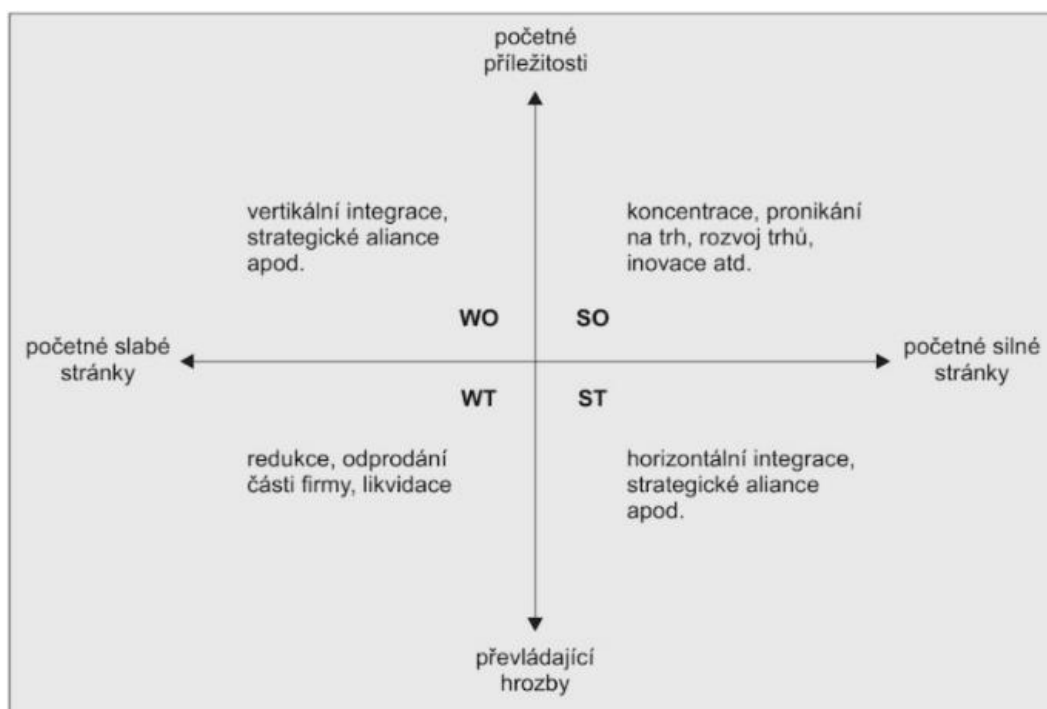 početné
příležitosti
vertikální integrace,
strategické aliance
apod.
koncentrace, pronikání
na trh, rozvoj trhů,
inovace atd.
WO
SO
početné slabé
stránky
početné silné
stránky
WT
ST
redukce, odprodání
části firmy, likvidace
horizontální integrace,
strategické aliance
apod.
převládající
hrozby